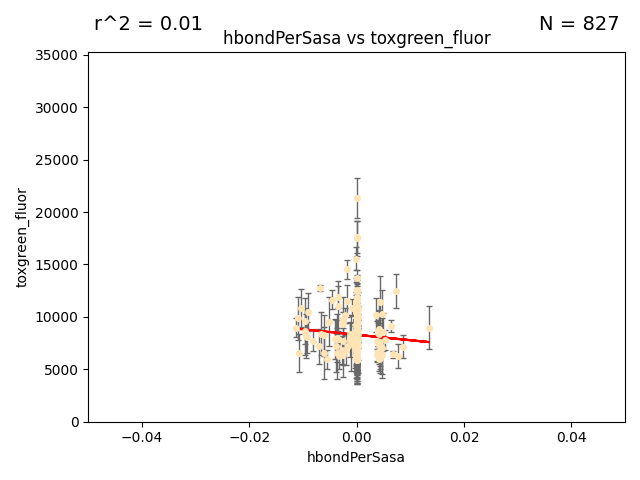 r^2 = 0.01
N = 827
hbondPerSasa vs toxgreen_fluor
35000
30000
25000
20000
15000
10000
5000
0
toxgreen_fluor
−0.04
−0.02
0.00
0.02
0.04
hbondPerSasa